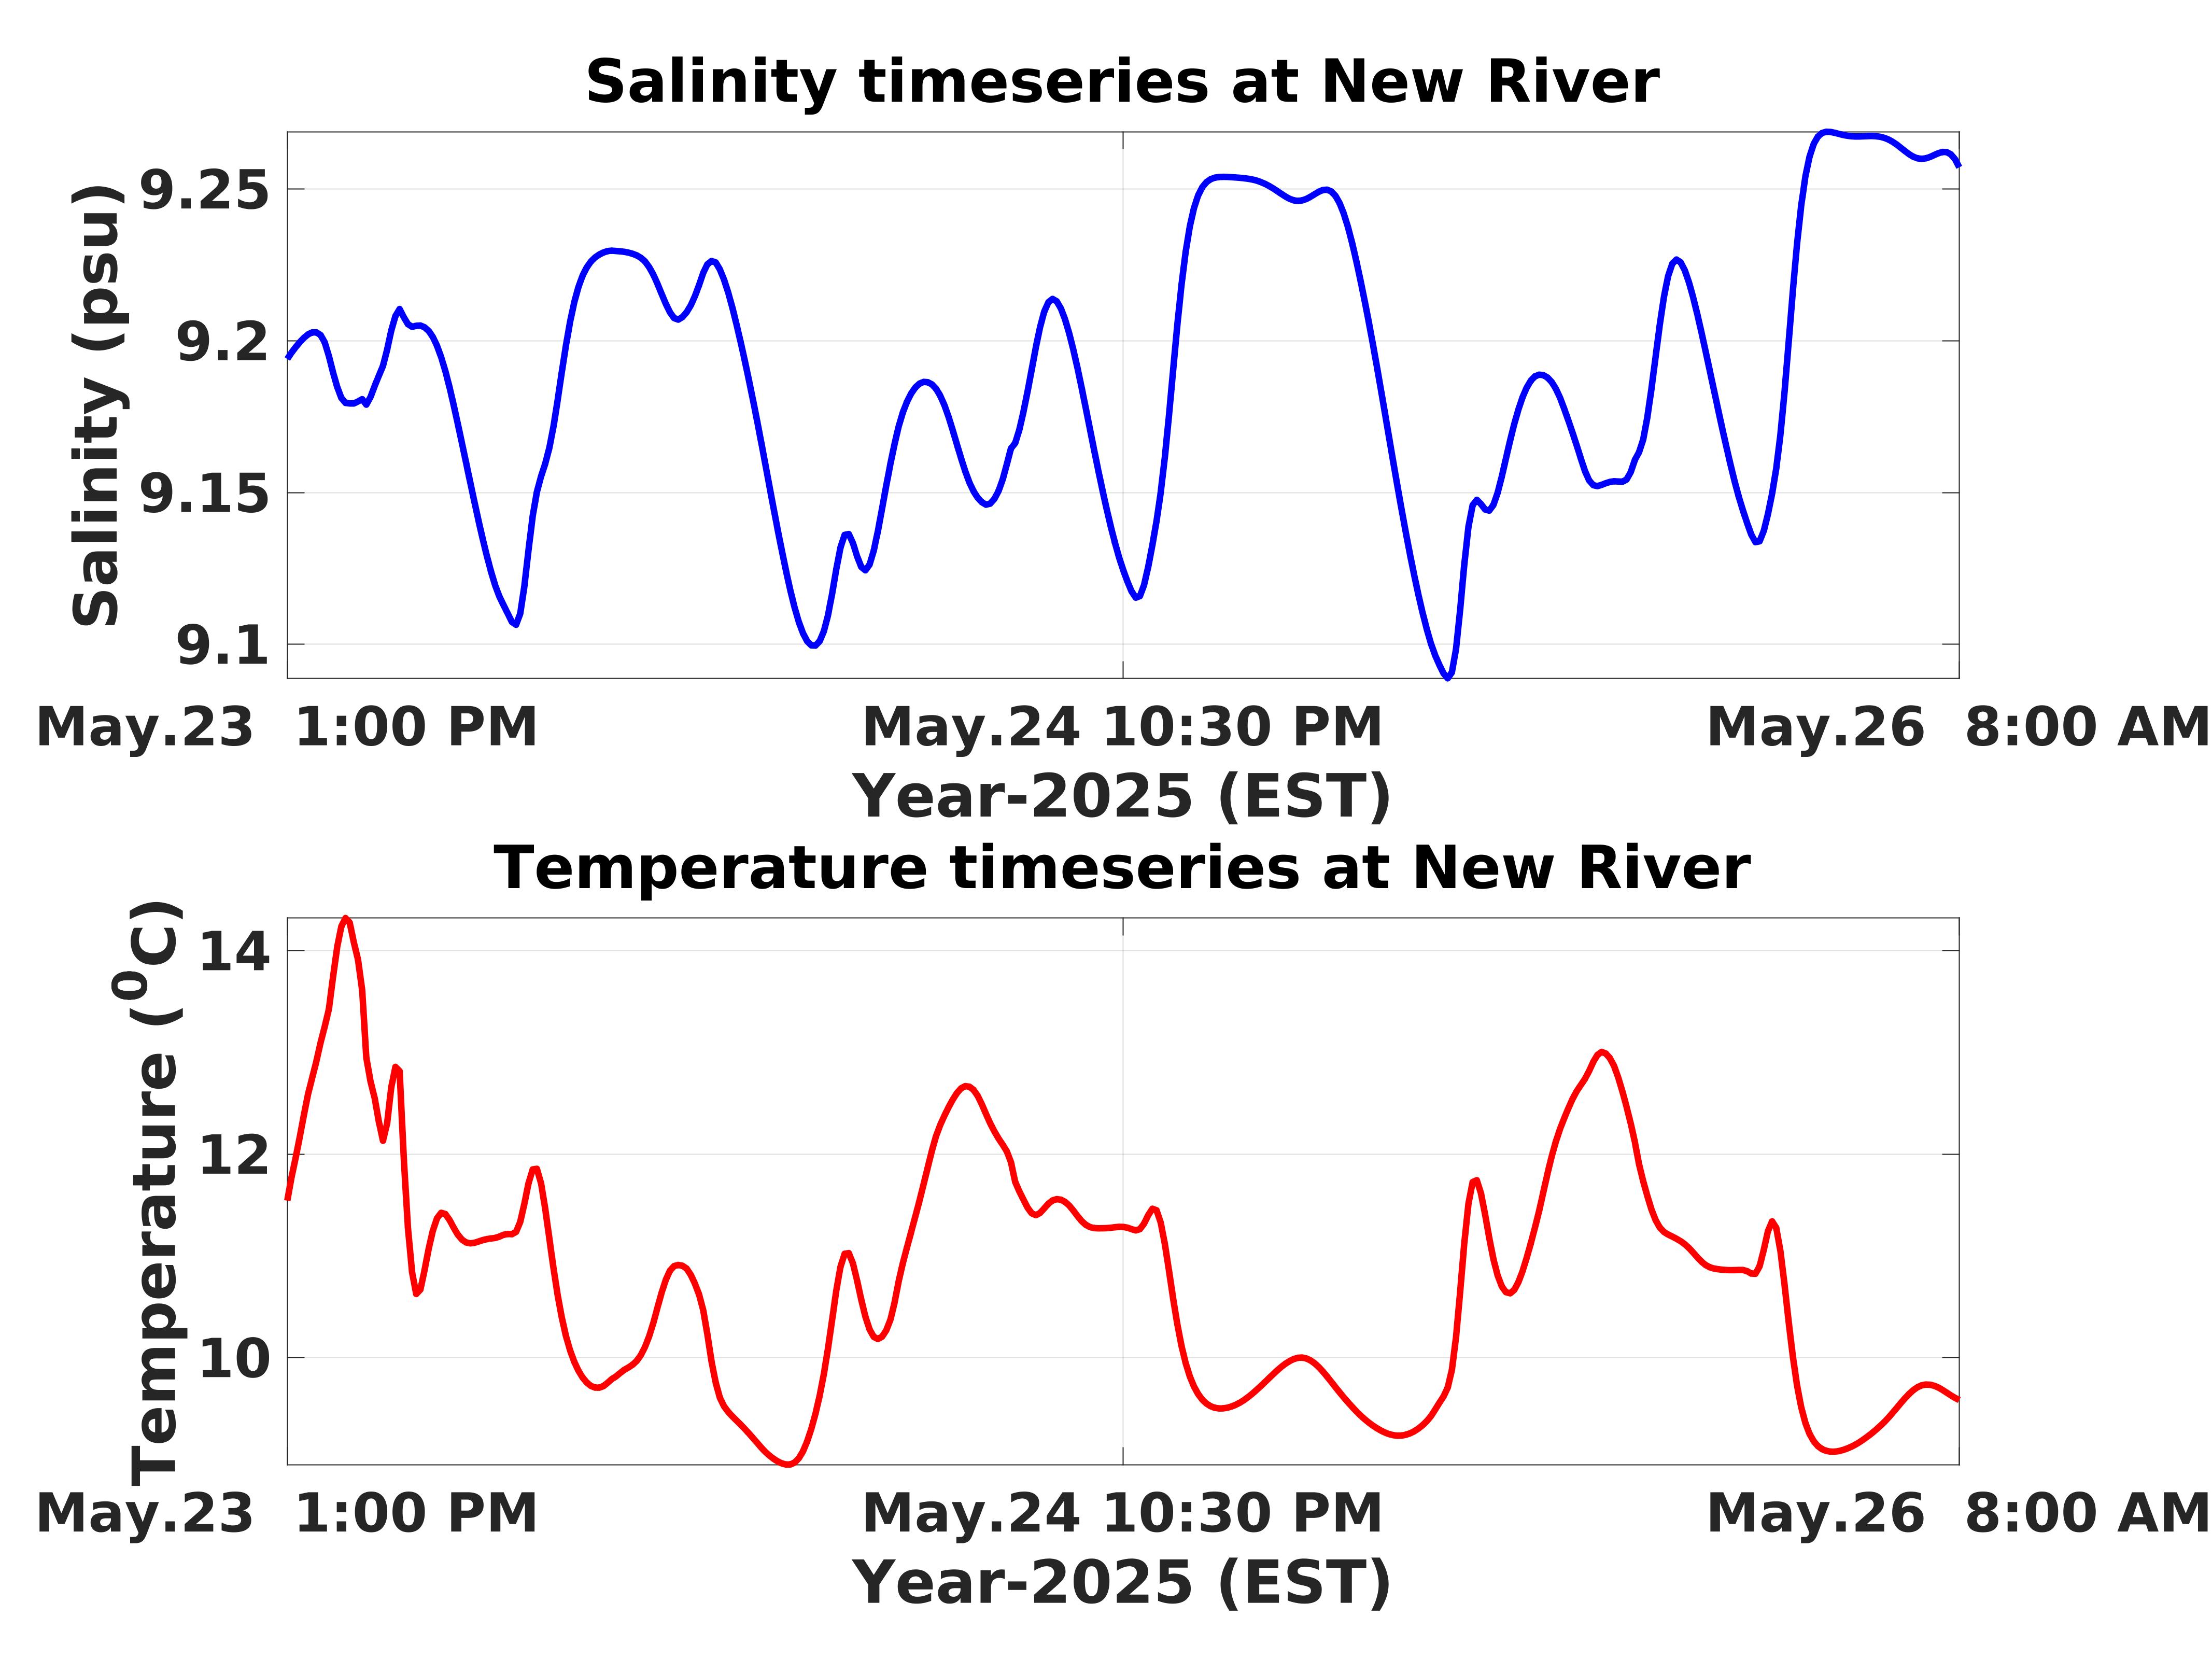 Salinity timeseries at New River
Salinity (psu)
9.25
9.2
9.15
9.1
May.23  1:00 PM
May.24 10:30 PM
May.26  8:00 AM
Year-2025 (EST)
Temperature timeseries at New River
Temperature (⁰C)
14
12
10
May.23  1:00 PM
May.24 10:30 PM
May.26  8:00 AM
Year-2025 (EST)